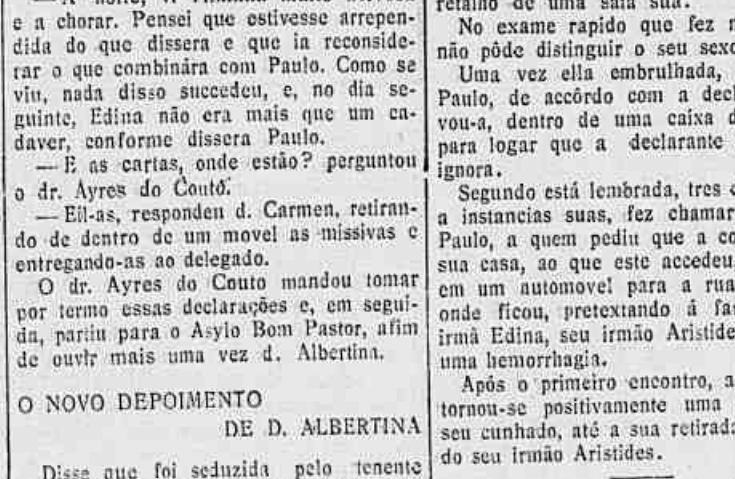 e a chorar. Pensei que estivesse arrepen-
dida do que dissera e que ia reconside-
rar o que combinára com Paulo. Como se
viu, nada disso succedeu, e, no dia se-
guinte, Edina não era mais que um ca-
daver, conforme dissera Paulo.
— E as cartas, onde estão? perguntou
o dr. Ayres do Couto.
— Eil-as, respondeu d. Carmen, retiran-
do de dentro de um movel as missivas e
entregando-as ao delegado.
O dr. Ayres do Couto mandou tomar
por termo essas declarações e, em segui-
da, partiu para o Asylo Bom Pastor, afim
de ouvir mais uma vez d. Albertina.
O NOVO DEPOIMENTO
DE D. ALBERTINA
Disse que foi seduzida pelo tenente
retalho de uma saia sua.
No exame rapido que fez
não pôde distinguir o seu sexo
Uma vez ella embrulhada,
Paulo, de accôrdo com a decl
vou-a, dentro de uma caixa d
para logar que a declarante
ignora.
Segundo está lembrada, tres
a instancias suas, fez chamar
Paulo, a quem pediu que a co
sua casa, ao que este accedeu
em um automovel para a rua
onde ficou, pretextando á fa
irmã Edina, seu irmão Aristide
uma hemorrhagia.
Após o primeiro encontro, a
tornou-se positivamente uma
seu cunhado, até a sua retirada
do seu irmão Aristides.